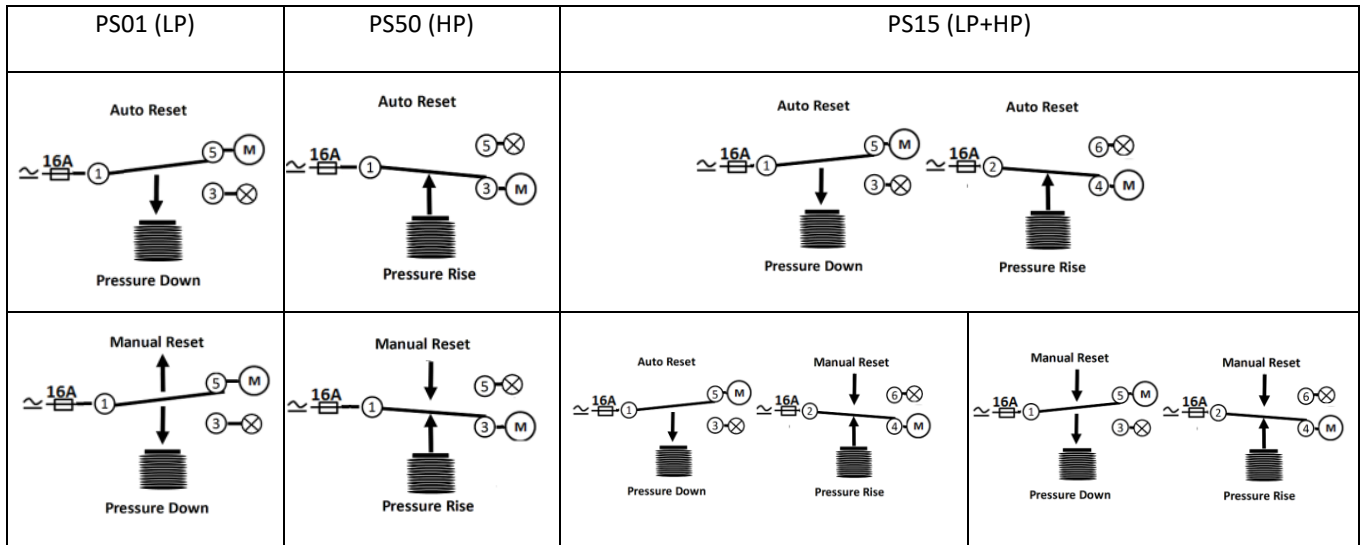 PS01 (LP)
PS50 (HP)
PS15 (LP+HP)
Auto Reset
16A
1
5 M
3
Pressure Down
Auto Reset
16A
1
5
3 M
Pressure Rise
Auto Reset
16A
1
5 M
3
Pressure Down
Auto Reset
16A
2
6
4 M
Pressure Rise
Manual Reset
16A
1
5 M
3
Pressure Down
Manual Reset
16A
1
5
3 M
Pressure Rise
Auto Reset
16A
1
5 M
3
Pressure Down
Manual Reset
16A
2
6
4 M
Pressure Rise
Manual Reset
16A
1
5 M
3
Pressure Down
Manual Reset
16A
2
6
4 M
Pressure Rise